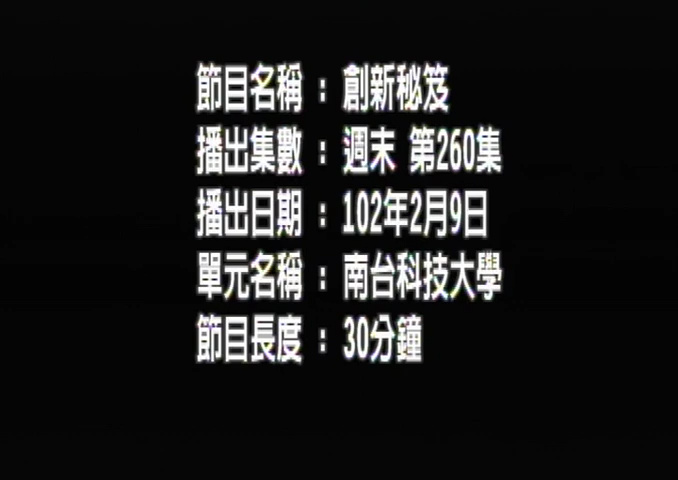 節目名稱 : 創新秘笈
播出集數 : 週末 第260集
播出日期 : 102年2月9日
單元名稱 : 南台科技大學
節目長度 : 30分鐘